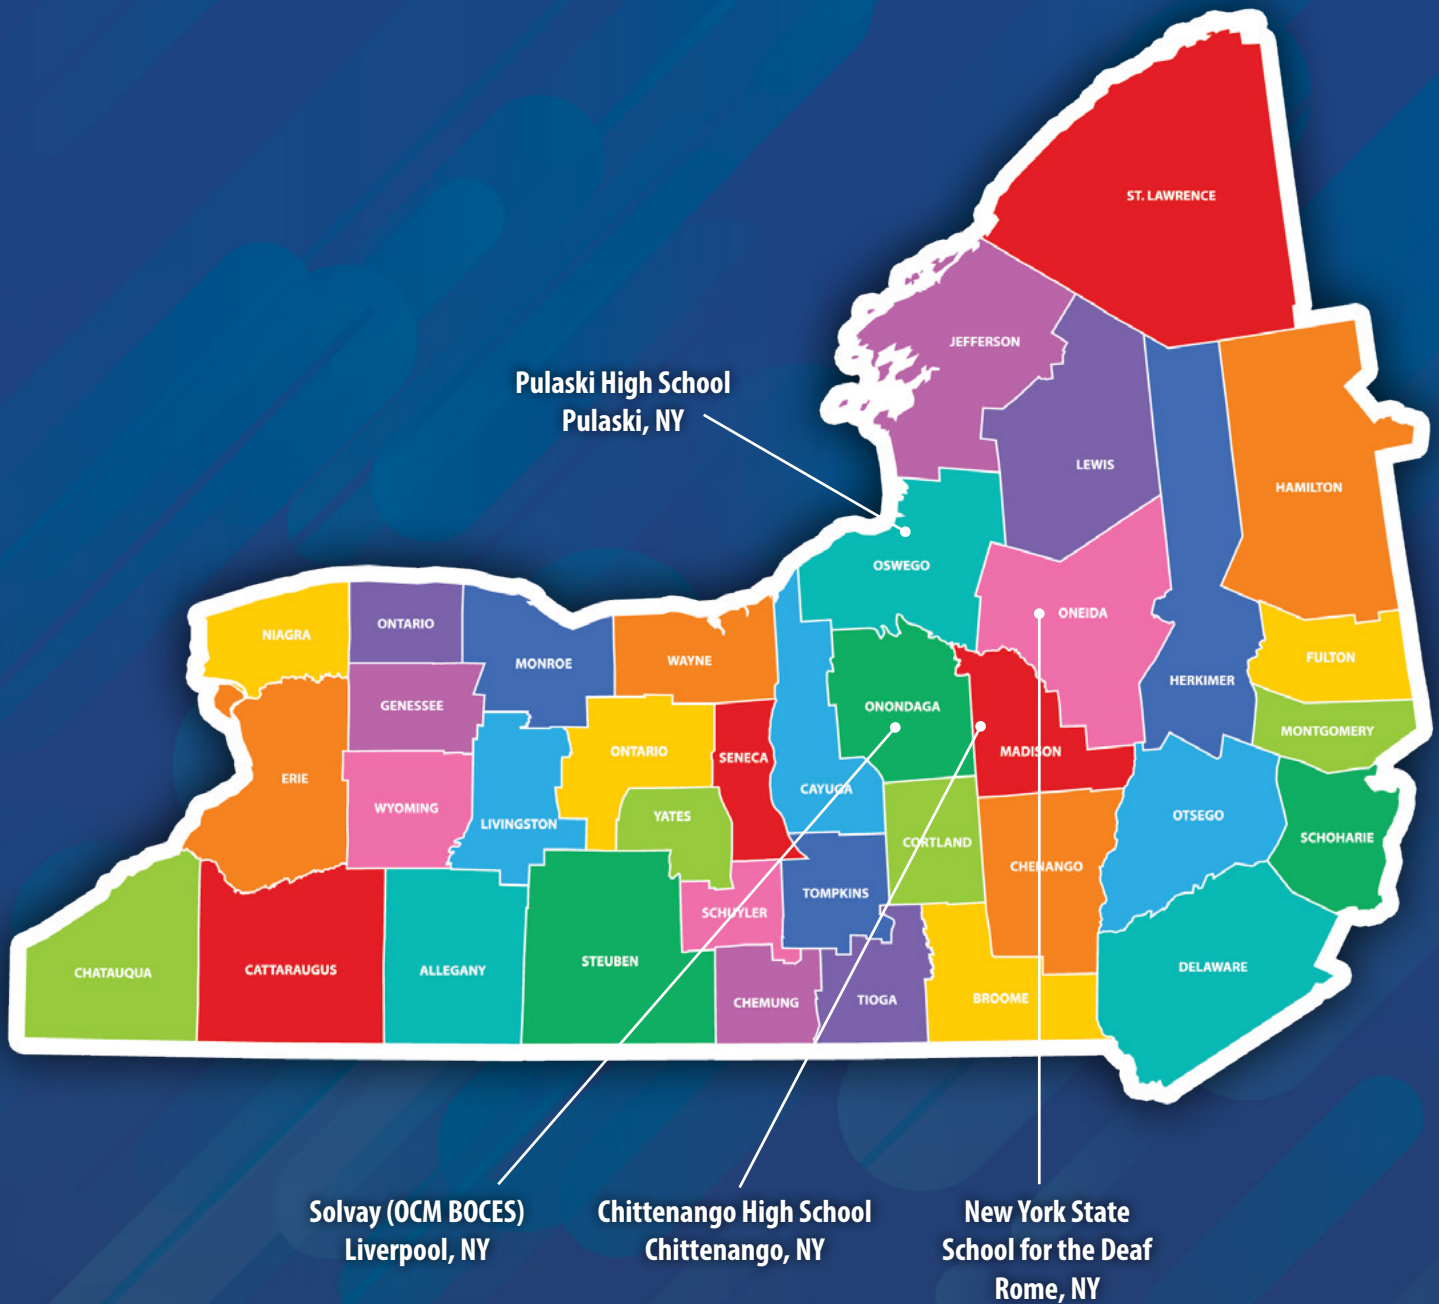 ST. LAWRENCE
JEFFERSON
Pulaski High School
Pulaski, NY
LEWIS
HAMILTON
OSWEGO
ONEIDA
NIAGRA
ONTARIO
MONROE
WAYNE
FULTON
HERKIMER
GENESSEE
ONONDAGA
MONTGOMERY
ONTARIO
SENECA
MADISON
ERIE
CAYUGA
WYOMING
LIVINGSTON
YATES
OTSEGO
SCHOHARIE
CORTLAND
CHENANGO
TOMPKINS
SCHUYLER
STEUBEN
DELAWARE
CHATAUQUA
CATTARAUGUS
ALLEGANY
CHEMUNG
TIOGA
BROOME
Solvay (OCM BOCES)
Liverpool, NY
Chittenango High School
Chittenango, NY
New York State
School for the Deaf
Rome, NY